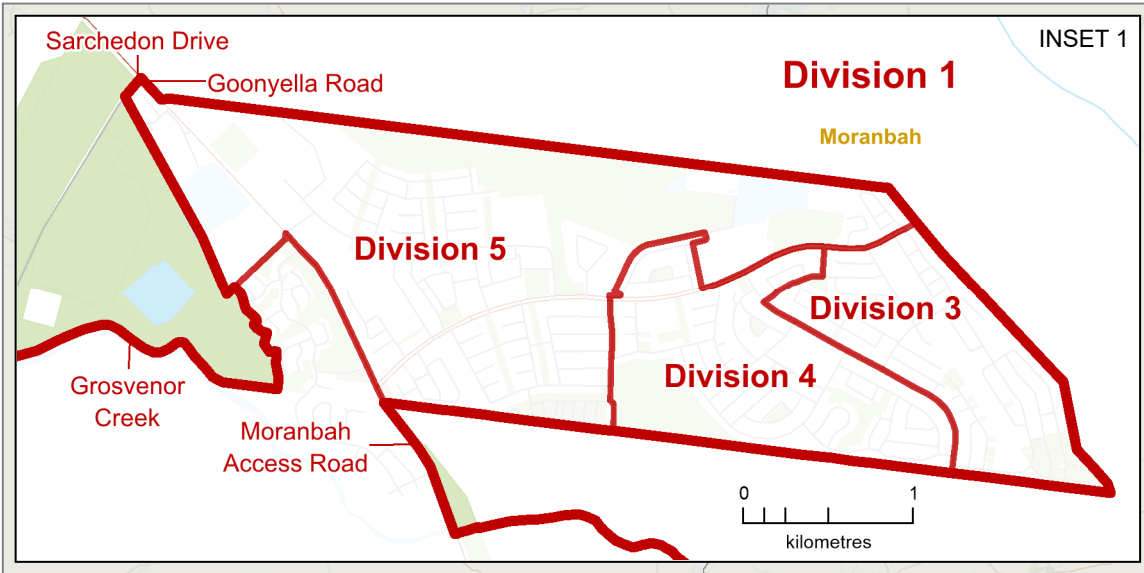 INSET 1
Sarchedon Drive
Goonyella Road
Division 1
Moranbah
Division 5
Division 3
Division 4
Grosvenor
Creek
Moranbah
Access Road
0 1
kilometres